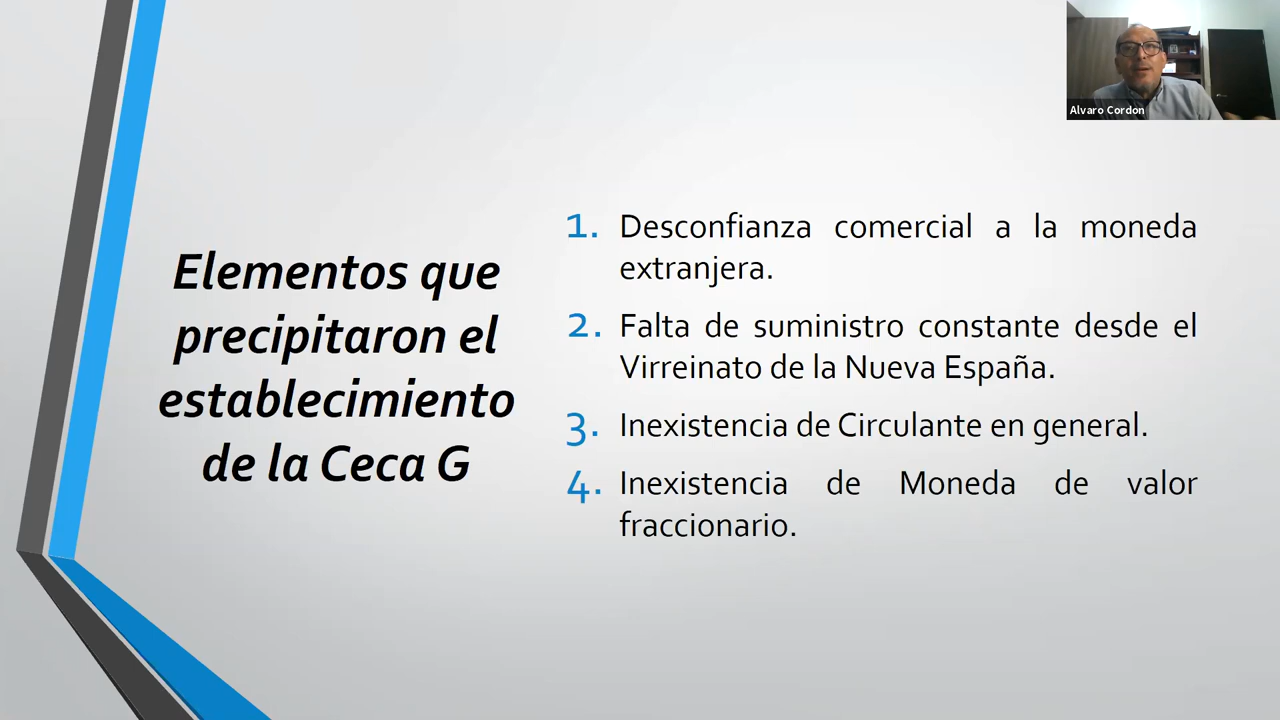 Alvaro Cordon
Elementos que
precipitaron el
establecimiento
de la Ceca G
1. Desconfianza comercial a la moneda
extranjera.
2. Falta de suministro constante desde el
Virreinato de la Nueva España.
3. Inexistencia de Circulante en general.
4. Inexistencia de Moneda de valor
fraccionario.